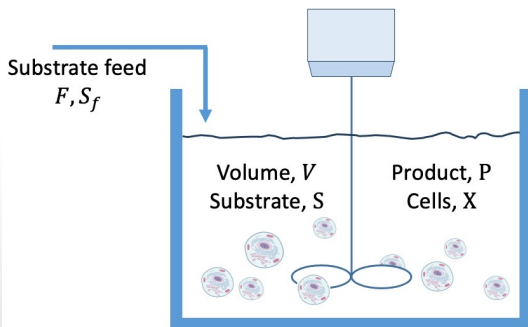 Substrate feed
F, S_f
Volume, V
Substrate, S
Product, P
Cells, X